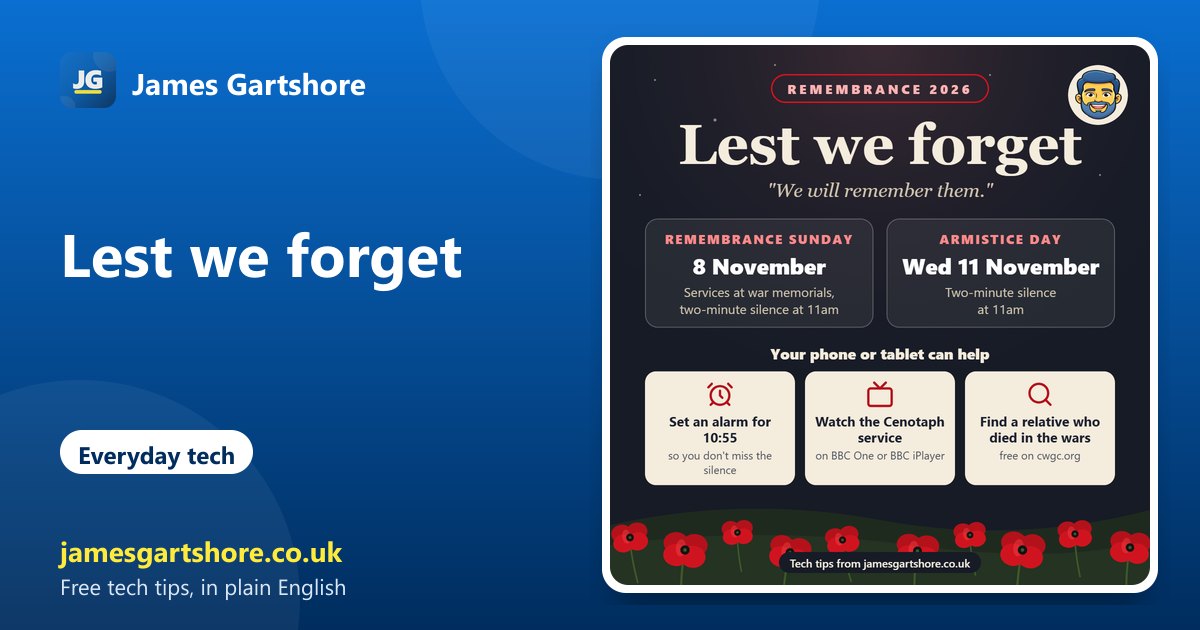 JG
James Gartshore
Lest we forget
Everyday tech
jamesgartshore.co.uk
Free tech tips, in plain English
REMEMBRANCE 2026
Lest we forget
"We will remember them."
REMEMBRANCE SUNDAY
8 November
Services at war memorials,
two-minute silence at 11am
ARMISTICE DAY
Wed 11 November
Two-minute silence
at 11am
Your phone or tablet can help
Set an alarm for
10:55
so you don't miss the
silence
Watch the Cenotaph
service
on BBC One or BBC iPlayer
Find a relative who
died in the wars
free on cwgc.org
Tech tips from jamesgartshore.co.uk